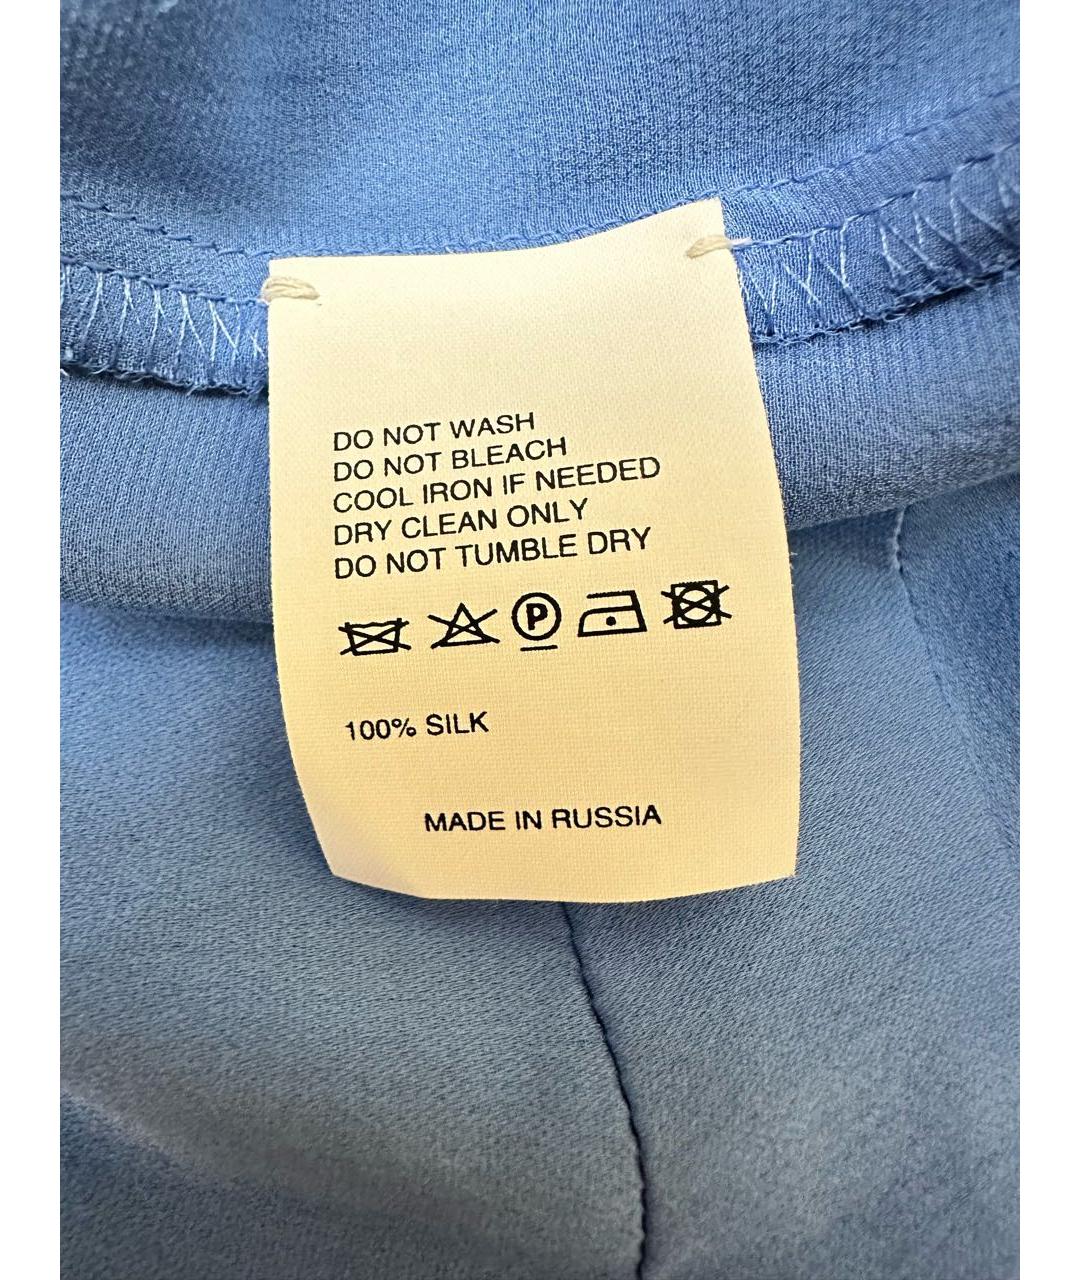 DO NOT WASH
DO NOT BLEACH
COOL IRON IF NEEDED
DRY CLEAN ONLY
DO NOT TUMBLE DRY
P
100% SILK
MADE IN RUSSIA